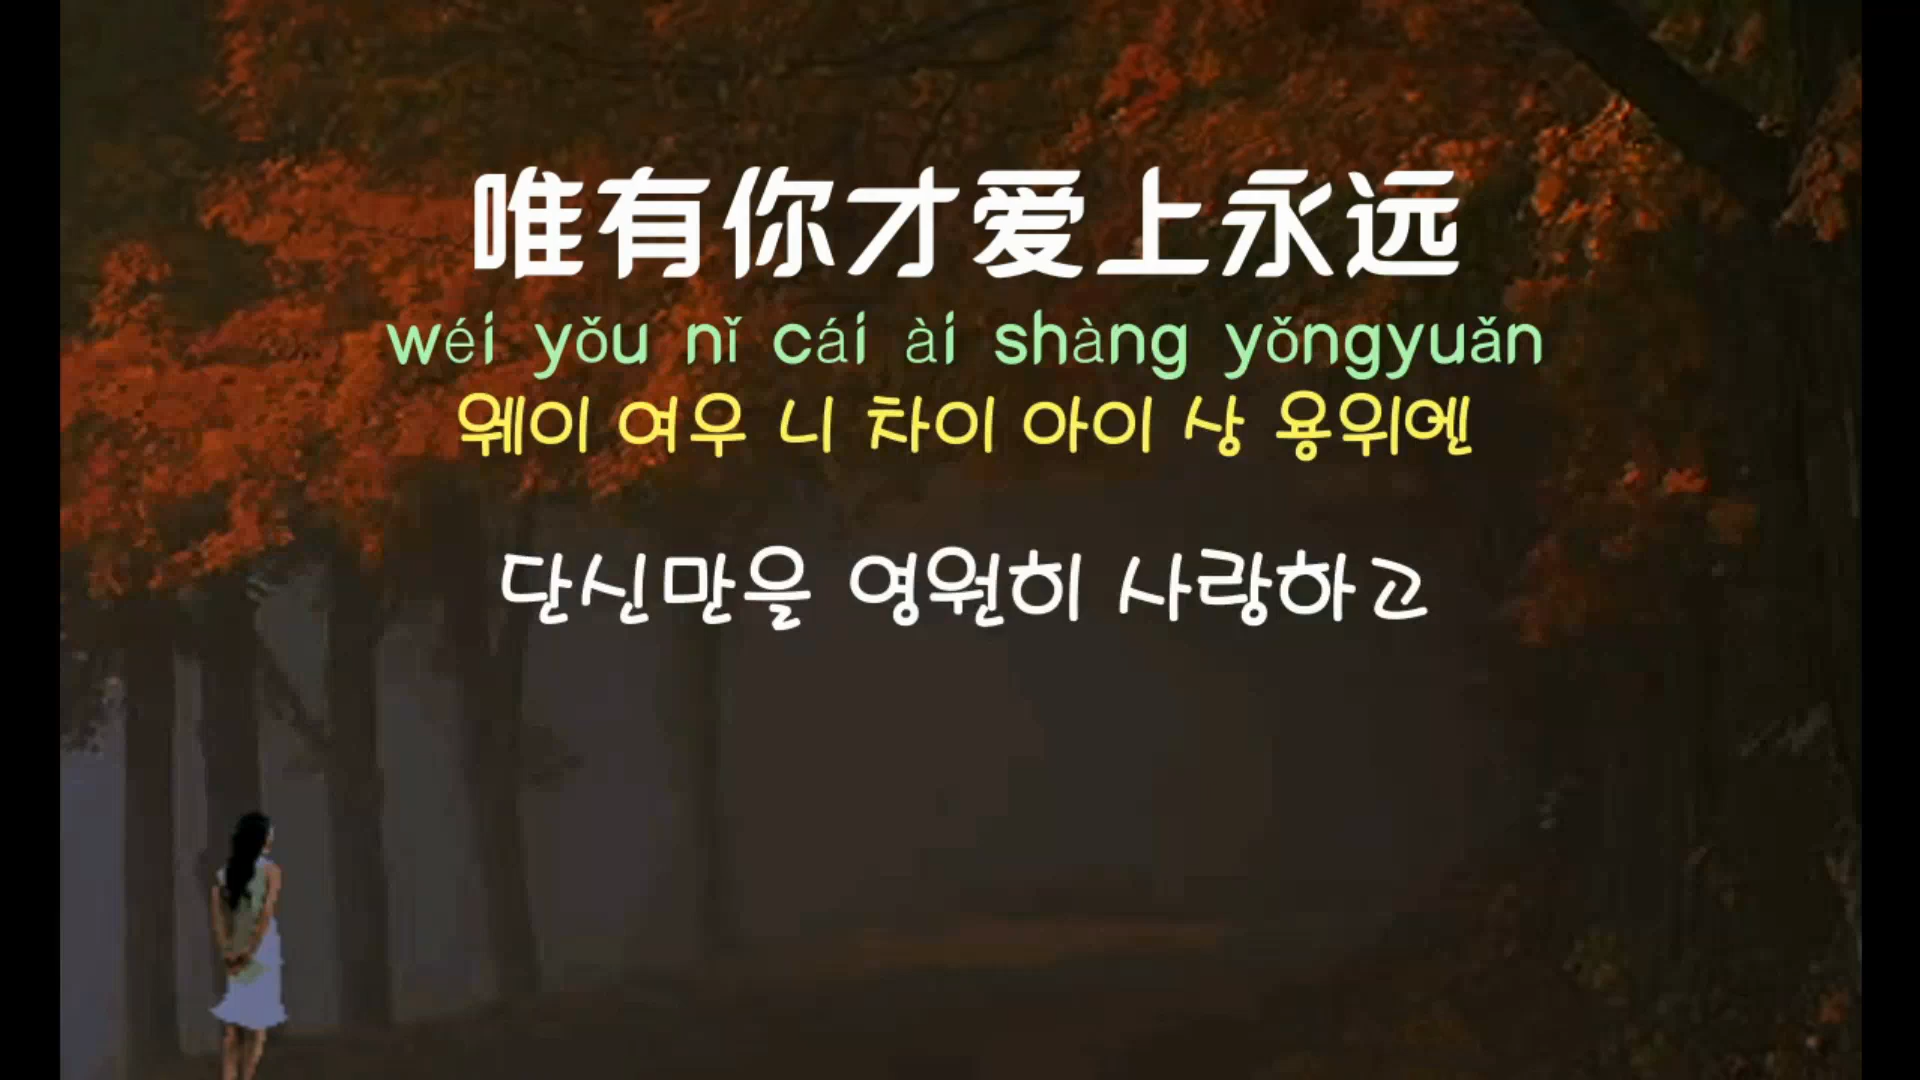 唯有你才爱上永远
wéi yǒu nǐ cái ài shàng yǒngyuǎn
웨이 여우 니 차이 아이 상 용위엔
단신만을 영원히 사랑하고